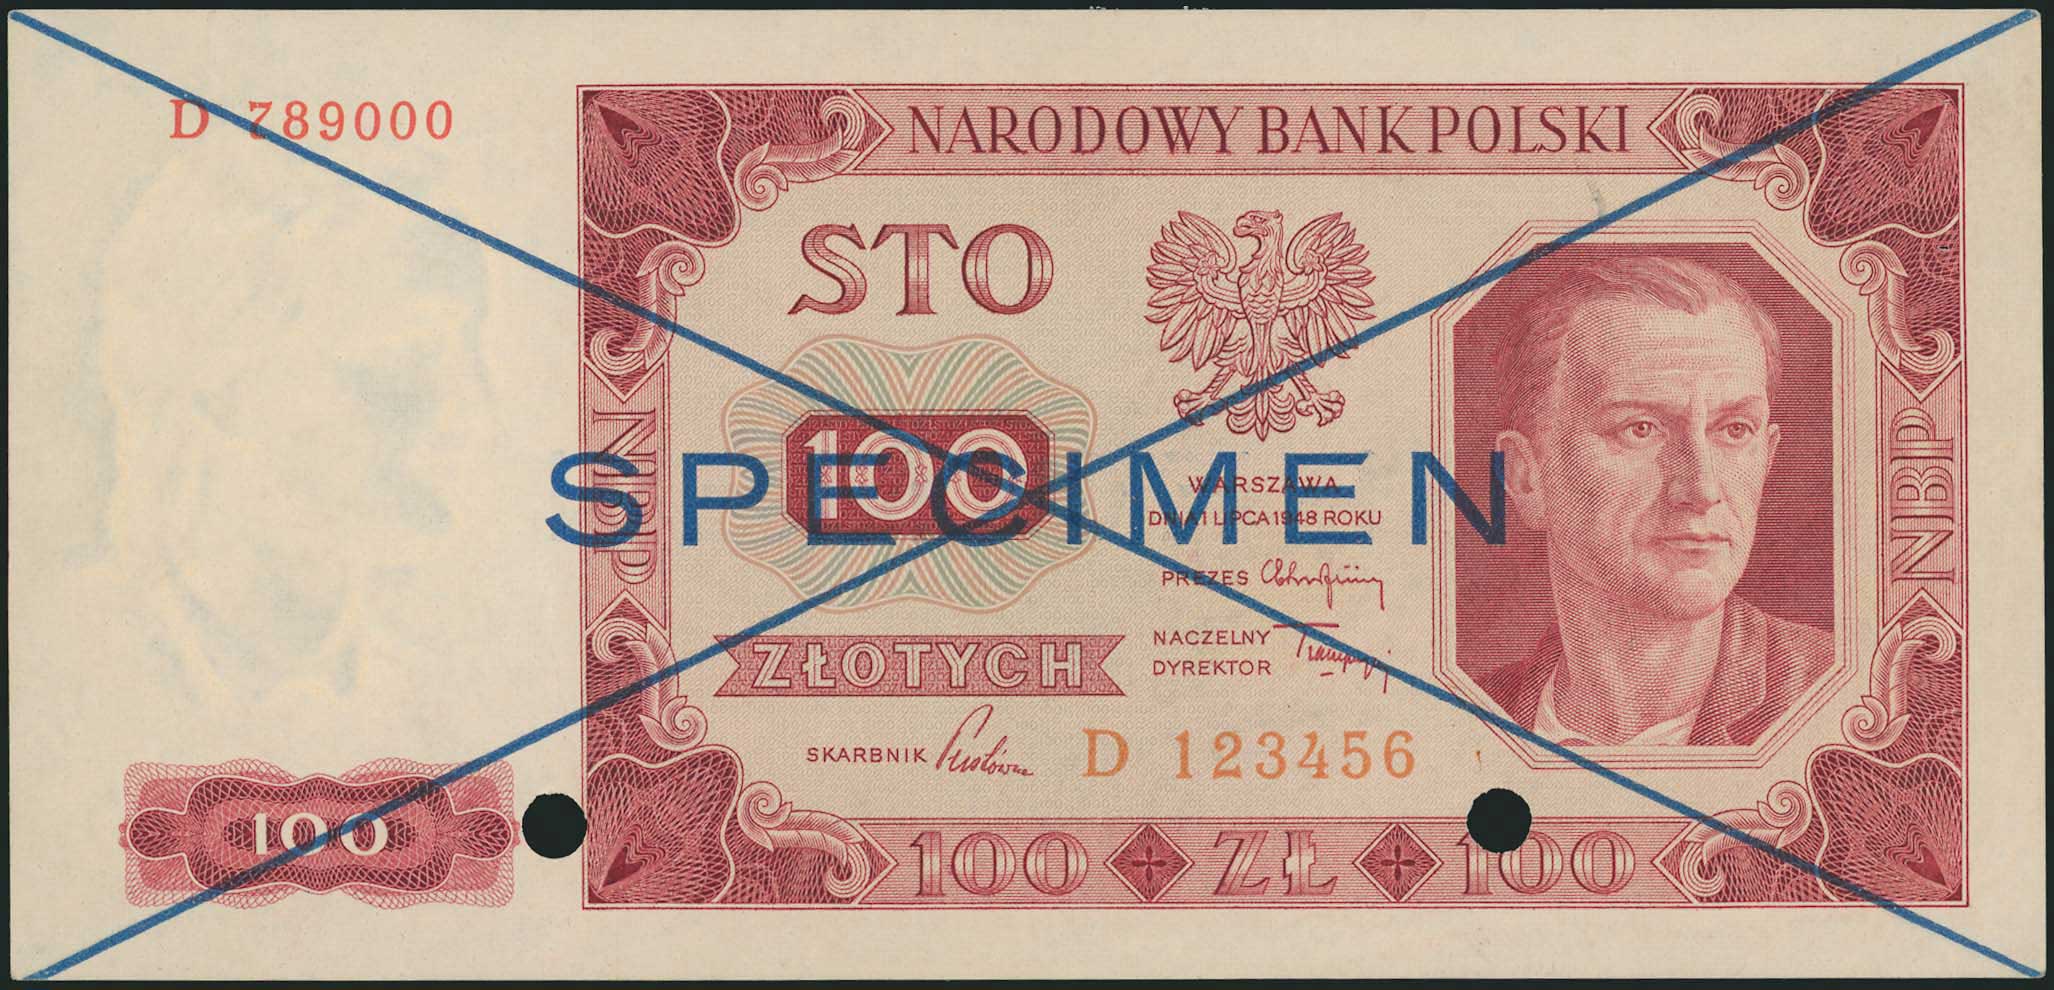 D 789000
NARODOWY BANK POLSKI
STO
100
NBP
NBP
SPECIMEN
WARSZAWA
DNIA 1 LIPCA 1948 ROKU
PREZES
NACZELNY
DYREKTOR
ZŁOTYCH
SKARBNIK
D 123456
100
100 ZŁ 100